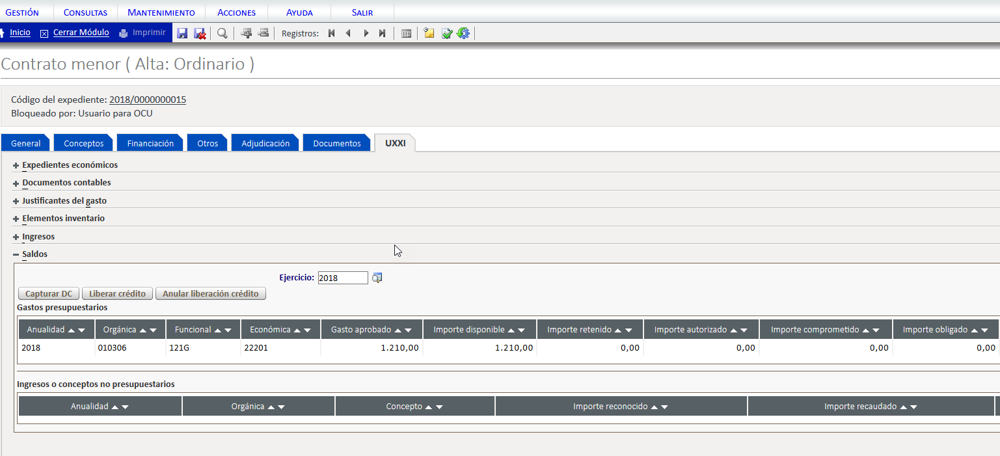 GESTIÓN CONSULTAS MANTENIMIENTO ACCIONES AYUDA SALIR
Inicio Cerrar Módulo Imprimir Registros:
Contrato menor ( Alta: Ordinario )
Código del expediente: 2018/0000000015
Bloqueado por: Usuario para OCU
General Conceptos Financiación Otros Adjudicación Documentos UXXI
Expedientes económicos
Documentos contables
Justificantes del gasto
Elementos inventario
Ingresos
Saldos
Ejercicio: 2018
Capturar DC Liberar crédito Anular liberación crédito
Gastos presupuestarios
Anualidad Orgánica Funcional Económica Gasto aprobado Importe disponible Importe retenido Importe autorizado Importe comprometido Importe obligado
2018 010306 121G 22201 1.210,00 1.210,00 0,00 0,00 0,00 0,00
Ingresos o conceptos no presupuestarios
Anualidad Orgánica Concepto Importe reconocido Importe recaudado